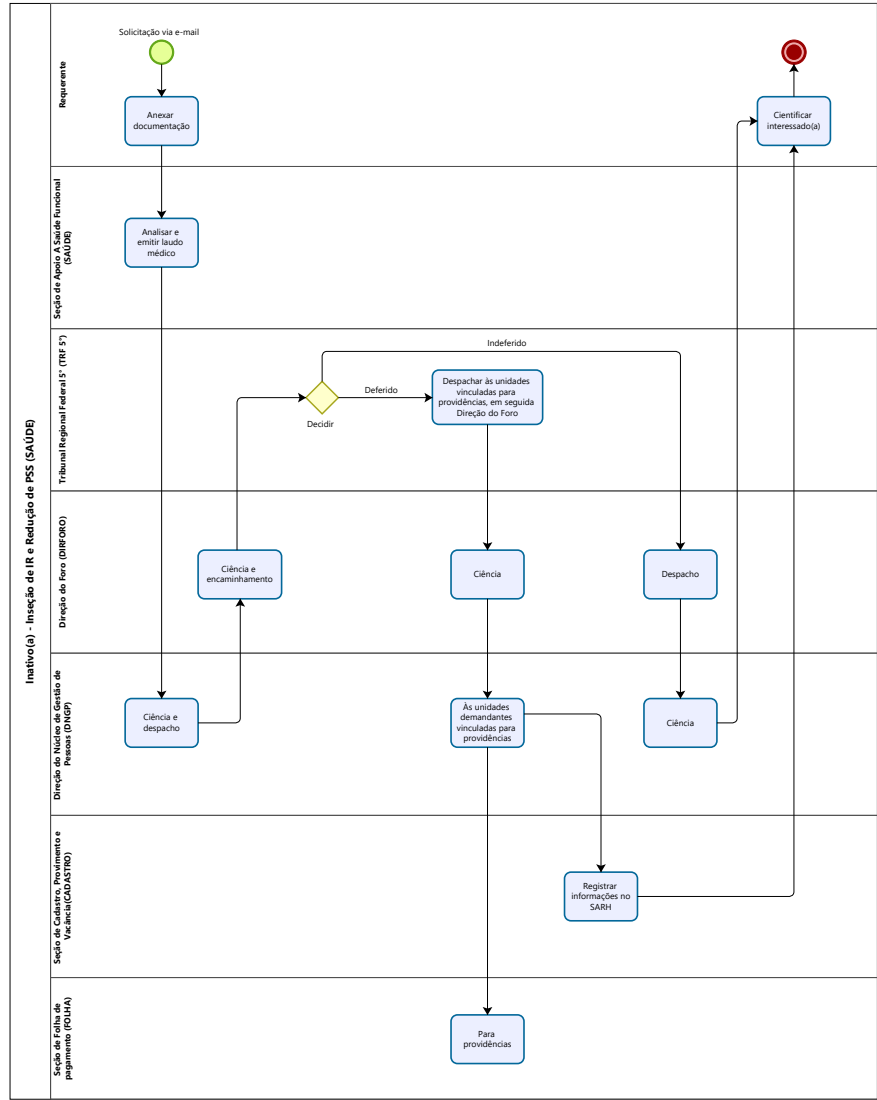 Inativo(a) - Inseção de IR e Redução de PSS (SAÚDE)
Requerente
Solicitação via e-mail
Anexar
documentação
Cientificar
interessado(a)
Seção de Apoio A Saúde Funcional
(SAÚDE)
Analisar e
emitir laudo
médico
Tribunal Regional Federal 5ª (TRF 5ª)
Indeferido
Deferido
Decidir
Despachar às unidades
vinculadas para
providências, em seguida
Direção do Foro
Direção do Foro (DIRFORO)
Ciência e
encaminhamento
Ciência
Despacho
Direção do Núcleo de Gestão de
Pessoas (DNGP)
Ciência e
despacho
Às unidades
demandantes
vinculadas para
providências
Ciência
Seção de Cadastro, Provimento e
Vacância(CADASTRO)
Registrar
informações no
SARH
Seção de Folha de
pagamento (FOLHA)
Para
providências